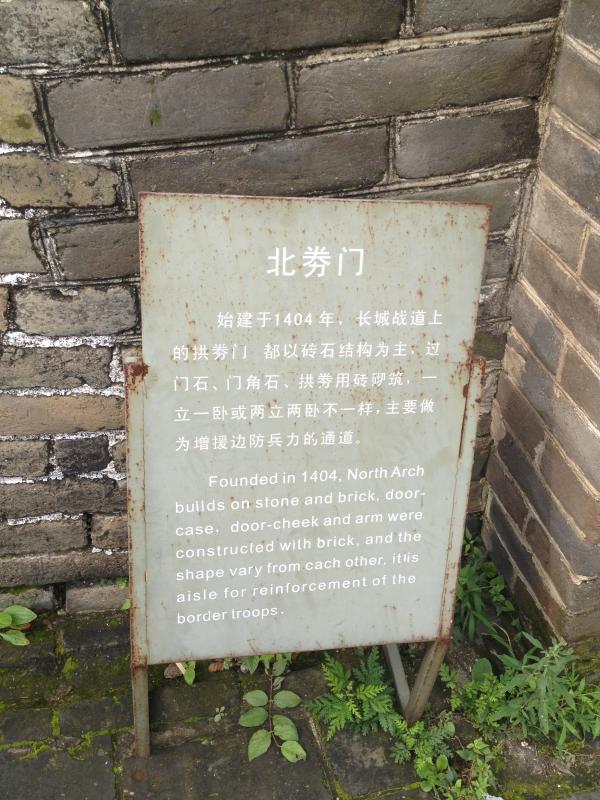 北劵门
始建于1404年，长城战道上
的拱劵门 都以砖石结构为主，过
门石、门角石、拱劵用砖砌筑，一
立一卧或两立两卧不一样，主要做
为增援边防兵力的通道。
Founded in 1404, North Arch
builds on stone and brick, door-
case，door-cheek and arm were
constructed with brick, and the
shape vary from each other, itis
aisle for reinforcement of the
border troops.